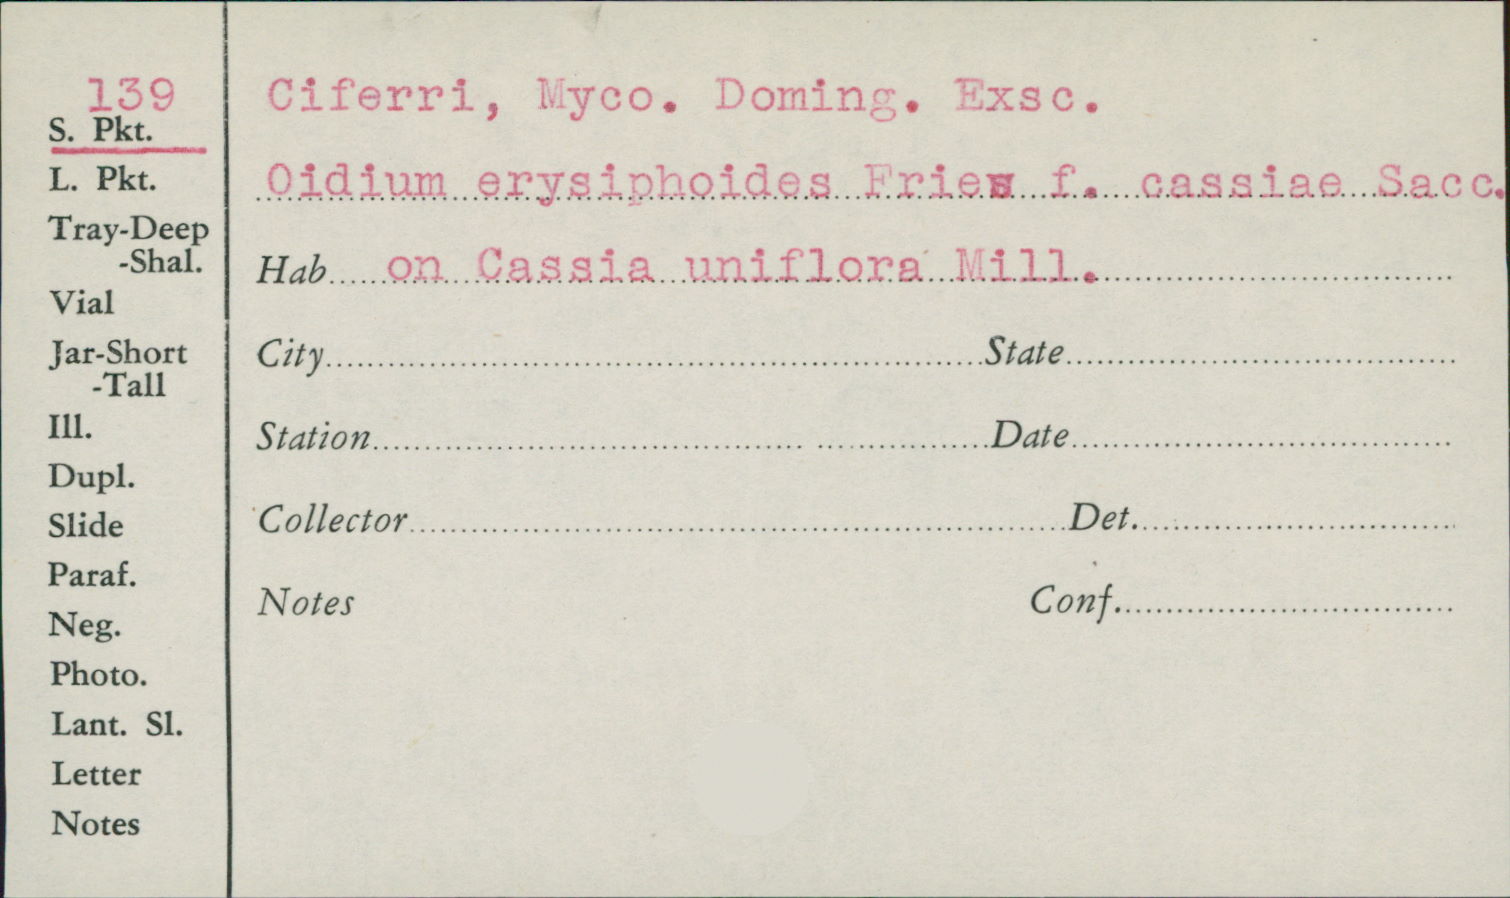 139
Ciferri, Myco. Doming. Exsc.
S. Pkt.
Oidium erysiphoides Fries f. cassiae Sacc.
L. Pkt.
Tray-Deep
-Shal.
Hab. on Cassia uniflora Mill.
Vial
Jar-Short
-Tall
City State
Ill.
Station Date
Dupl.
Slide
Collector Det.
Paraf.
Neg.
Notes Conf.
Photo.
Lant. Sl.
Letter
Notes